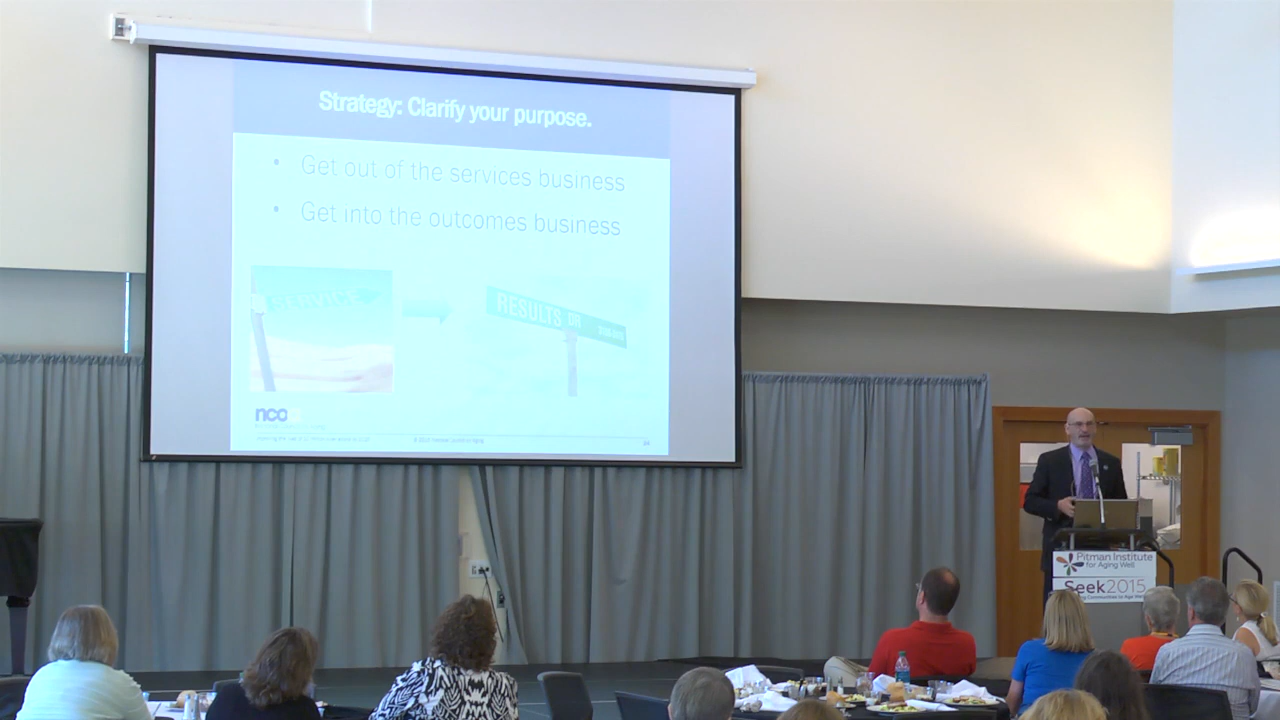 Strategy: Clarify your purpose.
• Get out of the services business
• Get into the outcomes business
SERVICE
RESULTS DR
nco
Pitman Institute
for Aging Well
Seek2015